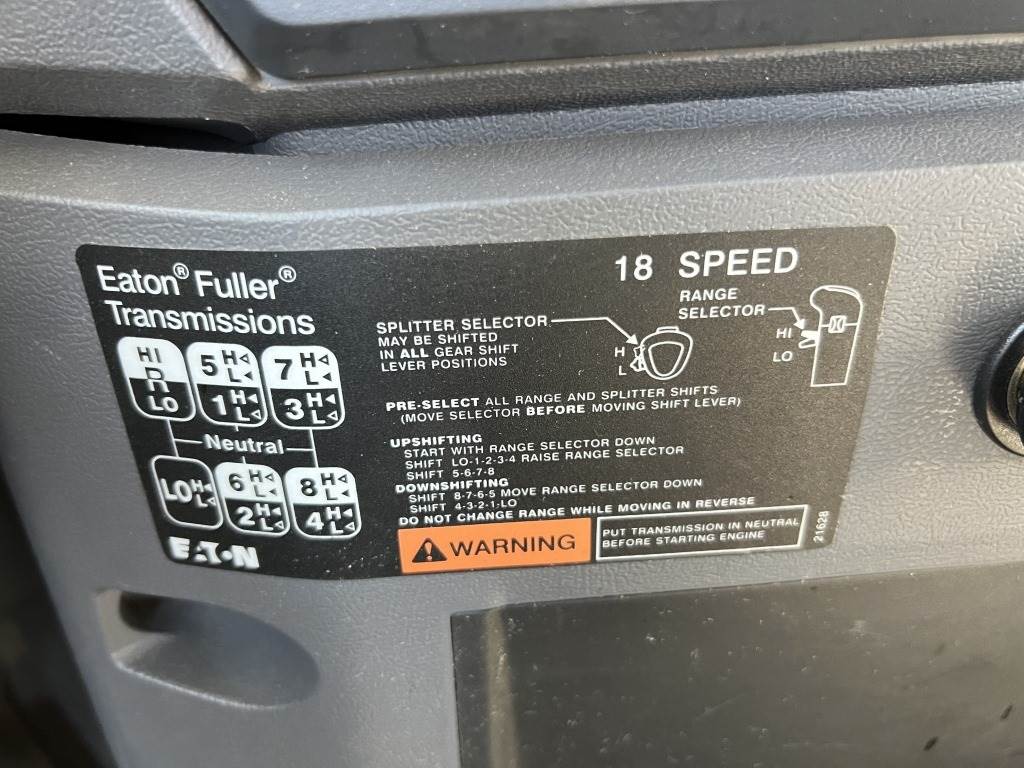 Eaton® Fuller®
Transmissions
18 SPEED
HI
R
LO
5 H L
1 H L
7 H L
3 H L
Neutral
LO H L
6 H L
2 H L
8 H L
4 H L
EATON
SPLITTER SELECTOR
MAY BE SHIFTED
IN ALL GEAR SHIFT
LEVER POSITIONS
H
L
RANGE
SELECTOR
HI
LO
PRE-SELECT ALL RANGE AND SPLITTER SHIFTS
(MOVE SELECTOR BEFORE MOVING SHIFT LEVER)
UPSHIFTING
START WITH RANGE SELECTOR DOWN
SHIFT LO-1-2-3-4 RAISE RANGE SELECTOR
SHIFT 5-6-7-8
DOWNSHIFTING
SHIFT 8-7-6-5 MOVE RANGE SELECTOR DOWN
SHIFT 4-3-2-1-LO
DO NOT CHANGE RANGE WHILE MOVING IN REVERSE
WARNING
PUT TRANSMISSION IN NEUTRAL
BEFORE STARTING ENGINE
21628